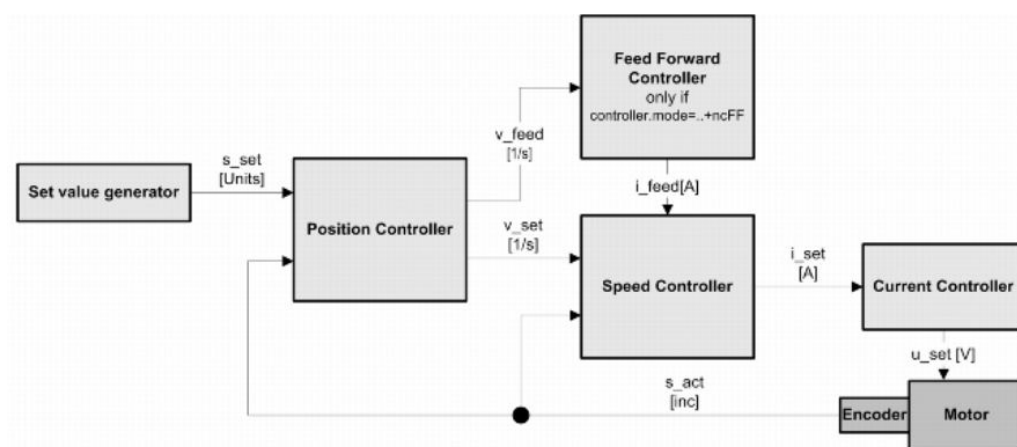 Feed Forward
Controller
only if
controller.mode=..+ncFF
v_feed
[1/s]
s_set
[Units]
i_feed[A]
Set value generator
Position Controller
v_set
[1/s]
Speed Controller
i_set
[A]
Current Controller
u_set [V]
s_act
[inc]
Encoder
Motor